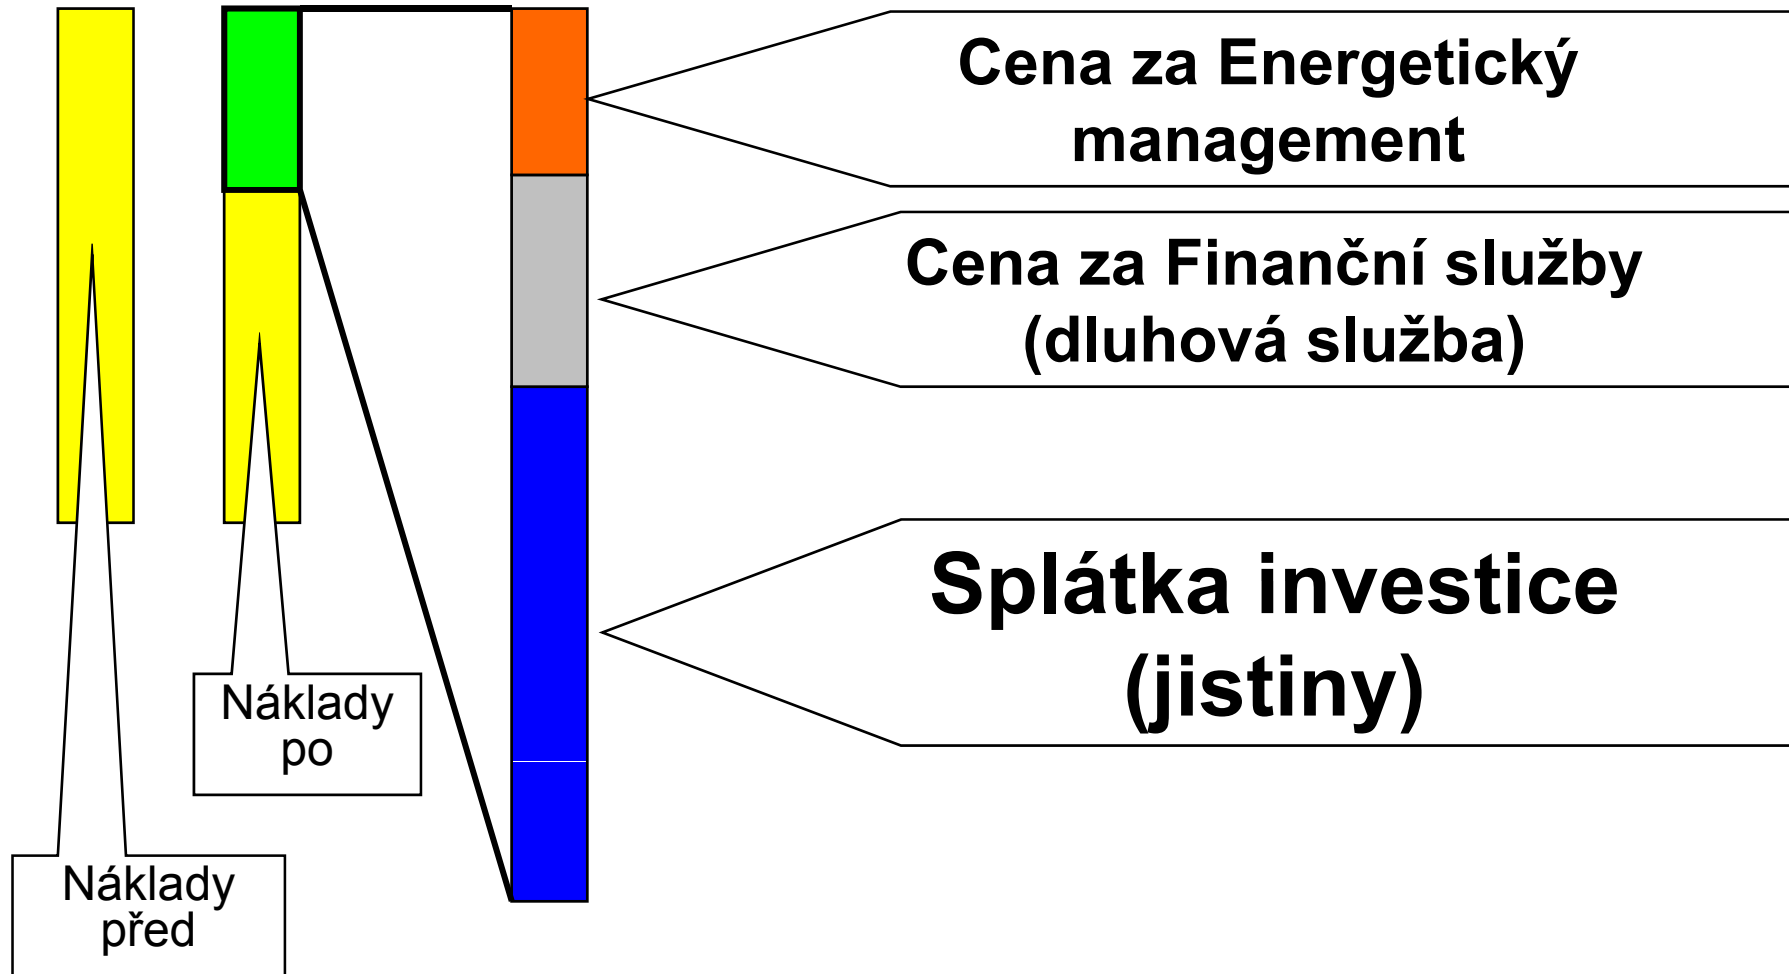 Cena za Energetický
management
Cena za Finanční služby
(dluhová služba)
Splátka investice
(jistiny)
Náklady
po
Náklady
před